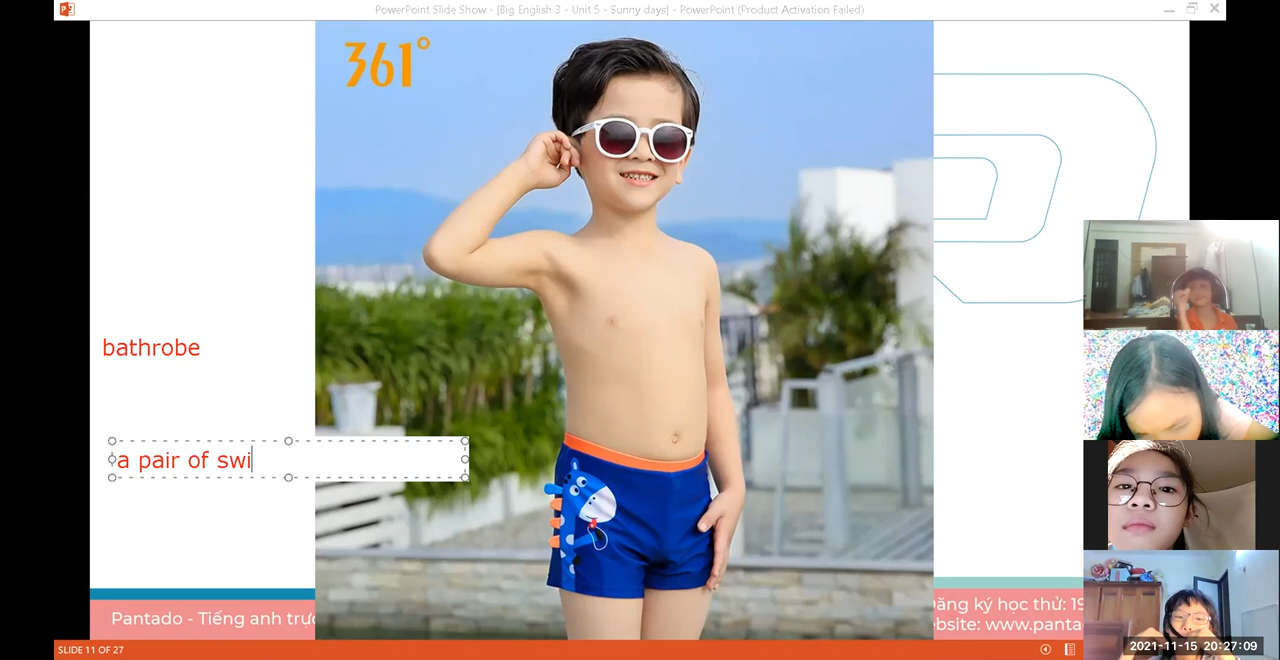 PowerPoint Slide Show - [Big English 3 - Unit 5 - Sunny days] - PowerPoint (Product Activation Failed)
361°
bathrobe
a pair of swi
Pantado - Tiếng anh trực
Đăng ký học thử: 19
ebsite: www.panta
SLIDE 11 OF 27
2021-11-15 20:27:09